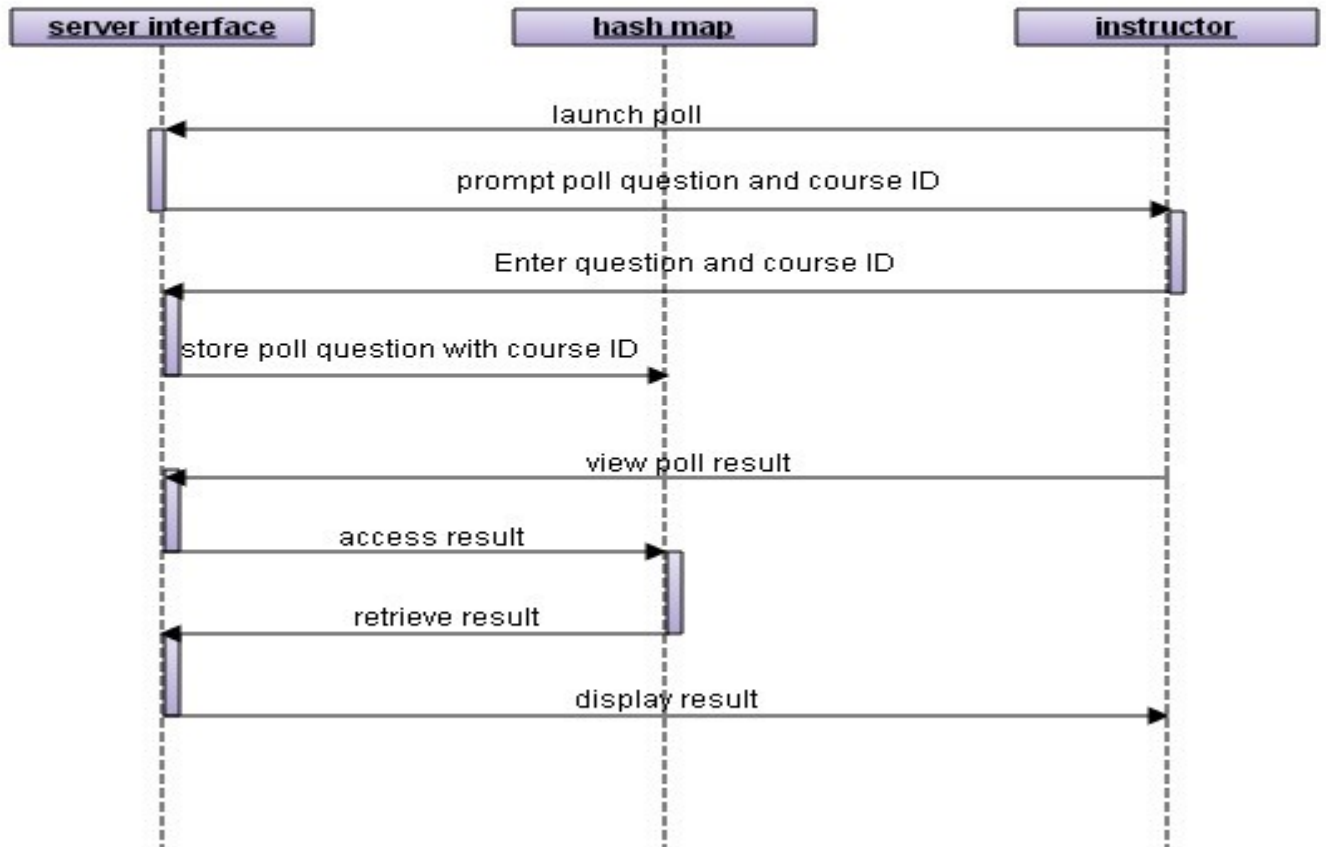 server interface
hash map
instructor
launch poll
prompt poll question and course ID
Enter question and course ID
store poll question with course ID
view poll result
access result
retrieve result
display result